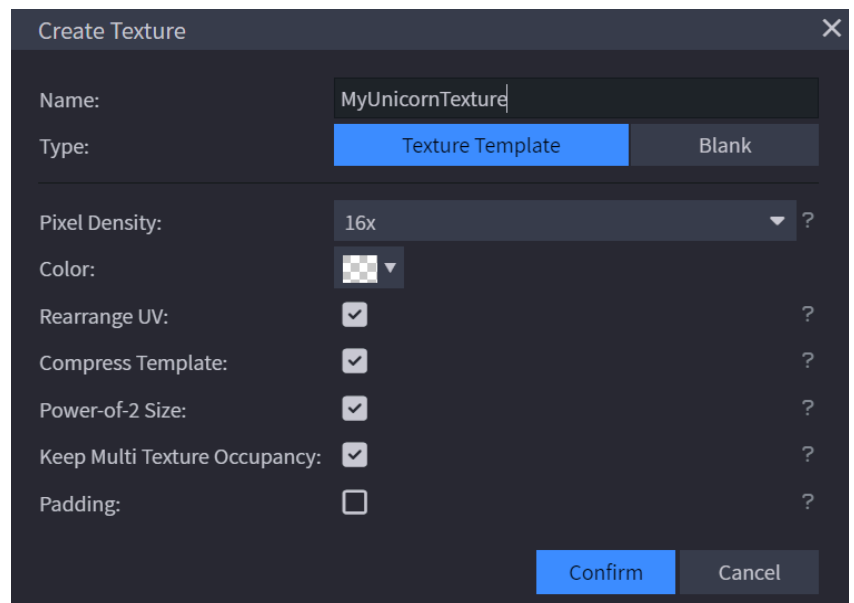 Create Texture
Name: MyUnicornTexture
Type: Texture Template Blank
Pixel Density: 16x ?
Color:
Rearrange UV: ?
Compress Template: ?
Power-of-2 Size: ?
Keep Multi Texture Occupancy: ?
Padding: ?
Confirm Cancel